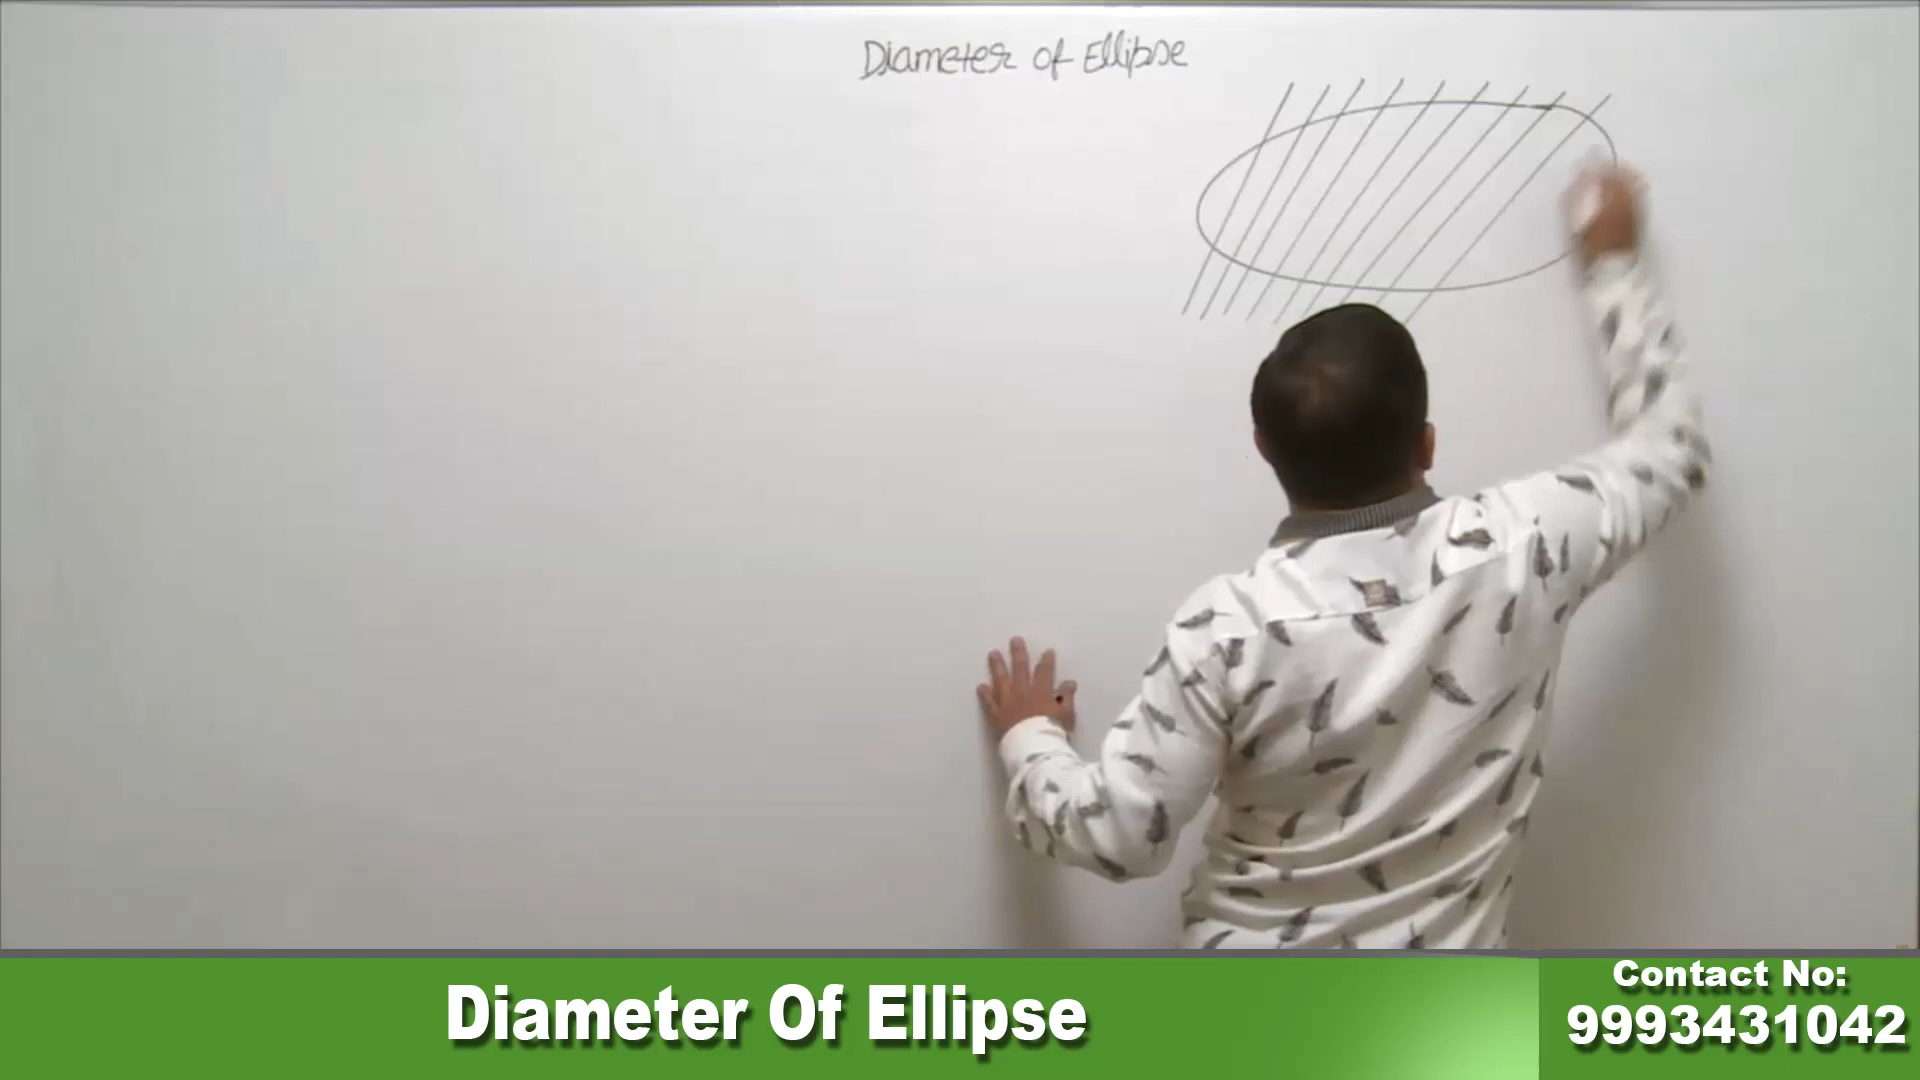 Diameter of Ellipse
Diameter Of Ellipse
Contact No:
9993431042